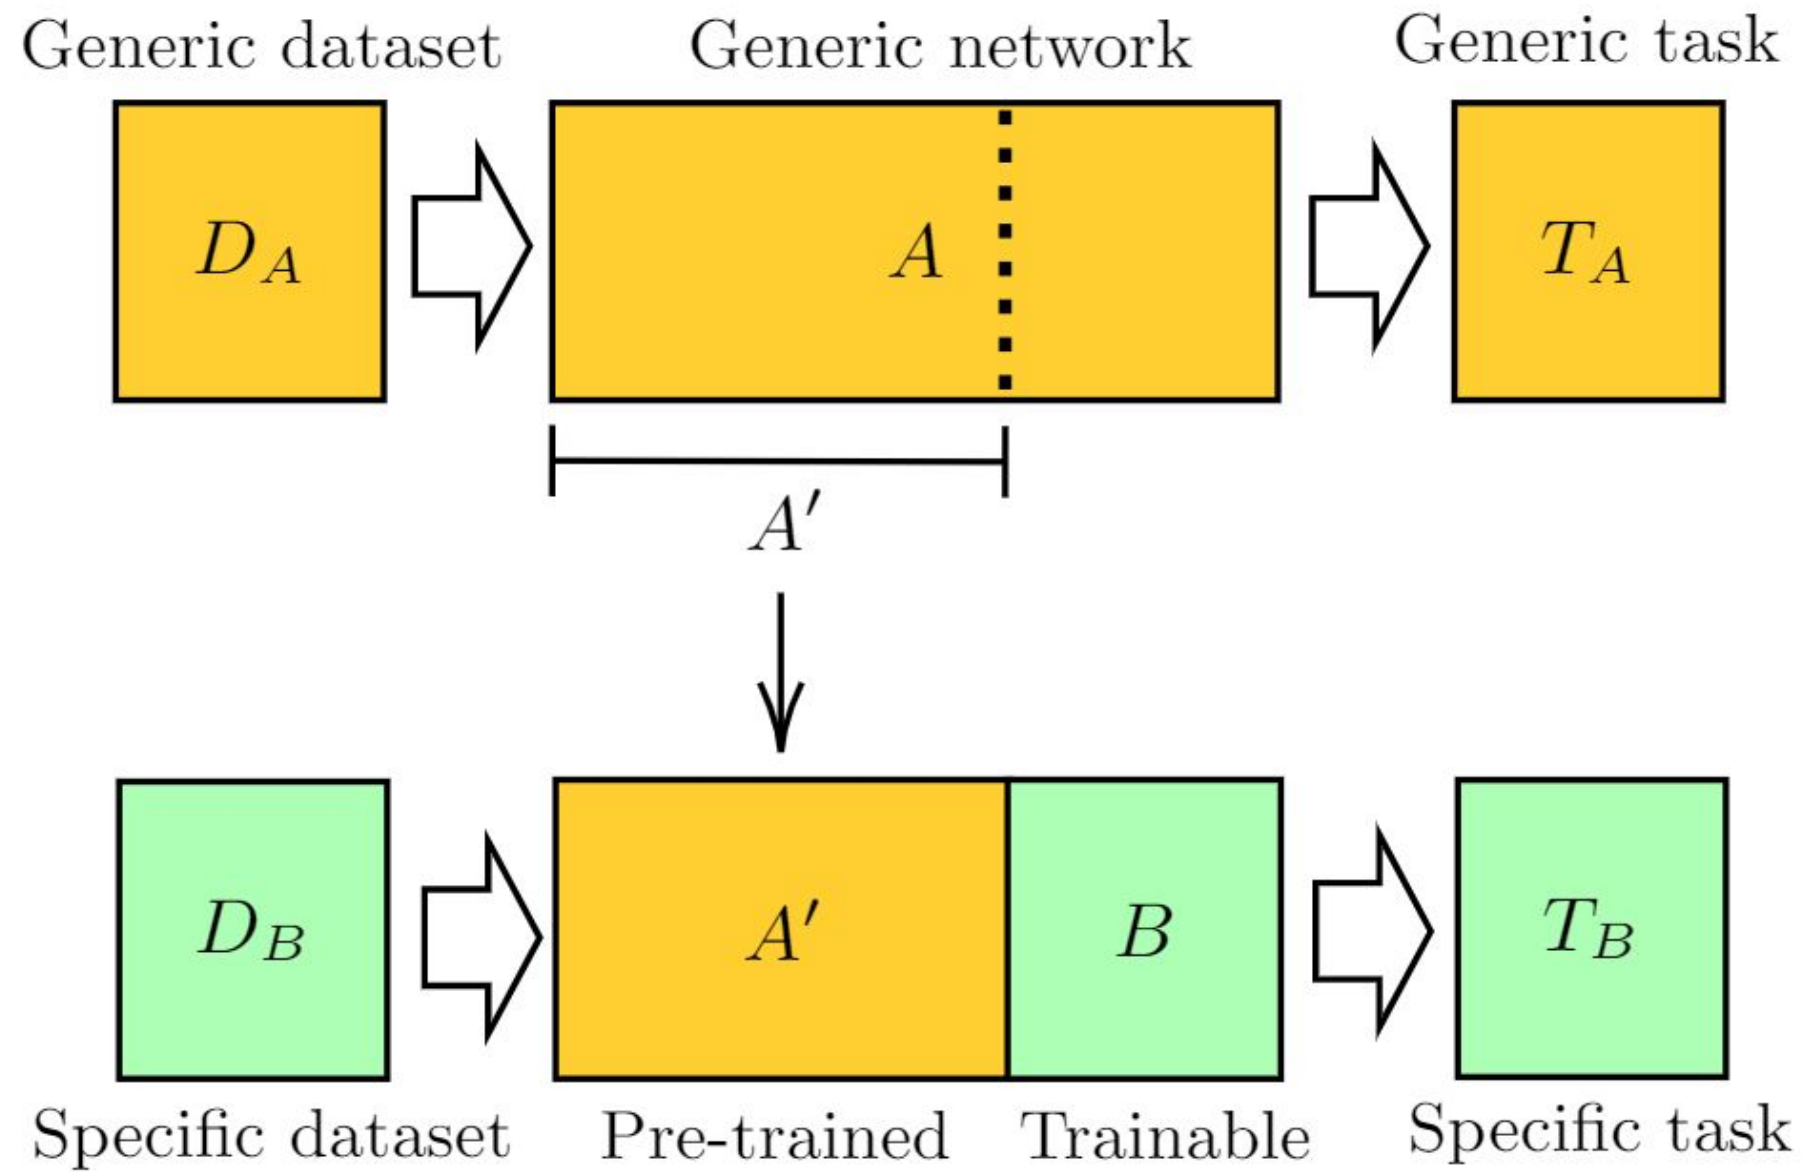 Generic dataset
Generic network
Generic task
D_A
A
T_A
A′
D_B
A′
B
T_B
Specific dataset
Pre-trained
Trainable
Specific task